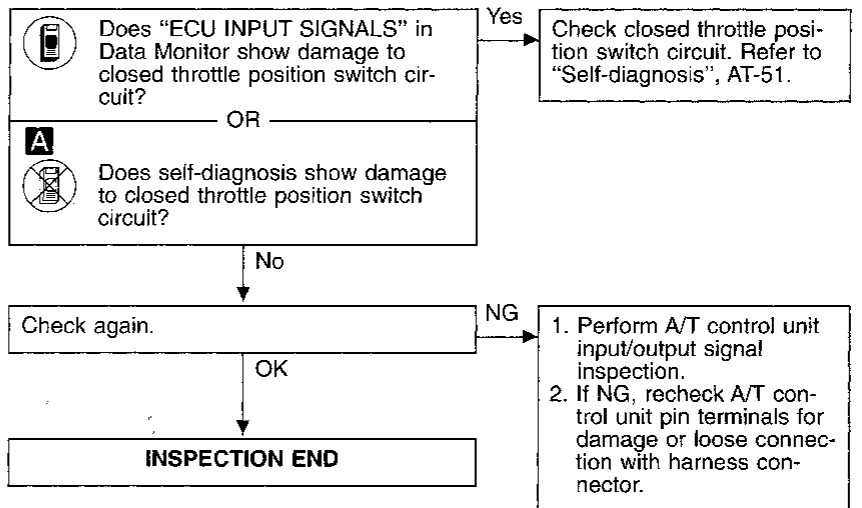 Does “ECU INPUT SIGNALS” in
Data Monitor show damage to
closed throttle position switch cir-
cuit?
Yes
Check closed throttle posi-
tion switch circuit. Refer to
“Self-diagnosis”, AT-51.
OR
A
Does self-diagnosis show damage
to closed throttle position switch
circuit?
No
Check again.
NG
1. Perform A/T control unit
input/output signal
inspection.
2. If NG, recheck A/T con-
trol unit pin terminals for
damage or loose connec-
tion with harness con-
nector.
OK
INSPECTION END